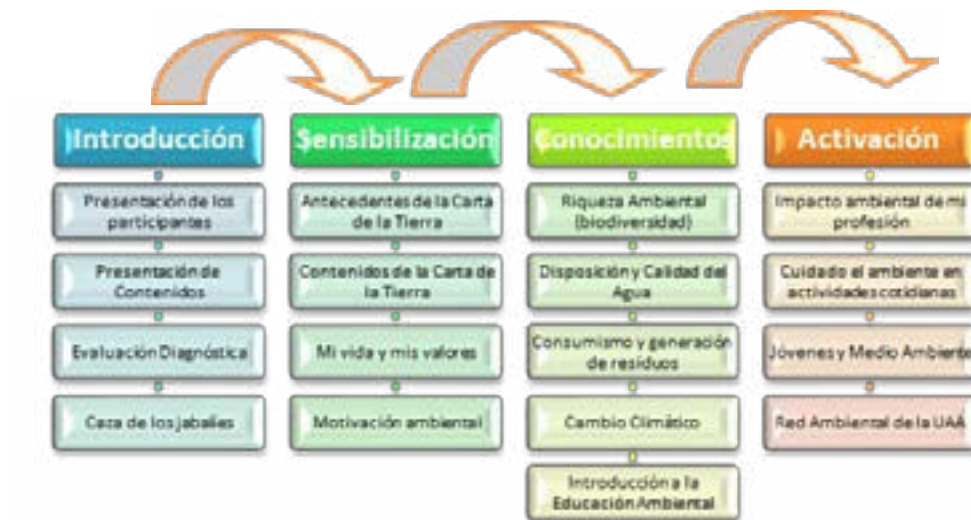 Introducción
Presentación de los
participantes
Presentación de
Contenidos
Evaluación Diagnóstica
Caza de los jabalíes
Sensibilización
Antecedentes de la Carta
de la Tierra
Contenidos de la Carta de
la Tierra
Mi vida y mis valores
Motivación ambiental
Conocimientos
Riqueza Ambiental
(biodiversidad)
Disposición y Calidad del
Agua
Consumismo y generación
de residuos
Cambio Climático
Introducción a la
Educación Ambiental
Activación
Impacto ambiental de mi
profesión
Cuidado el ambiente en
actividades cotidianas
Jóvenes y Medio Ambiente
Red Ambiental de la UAA